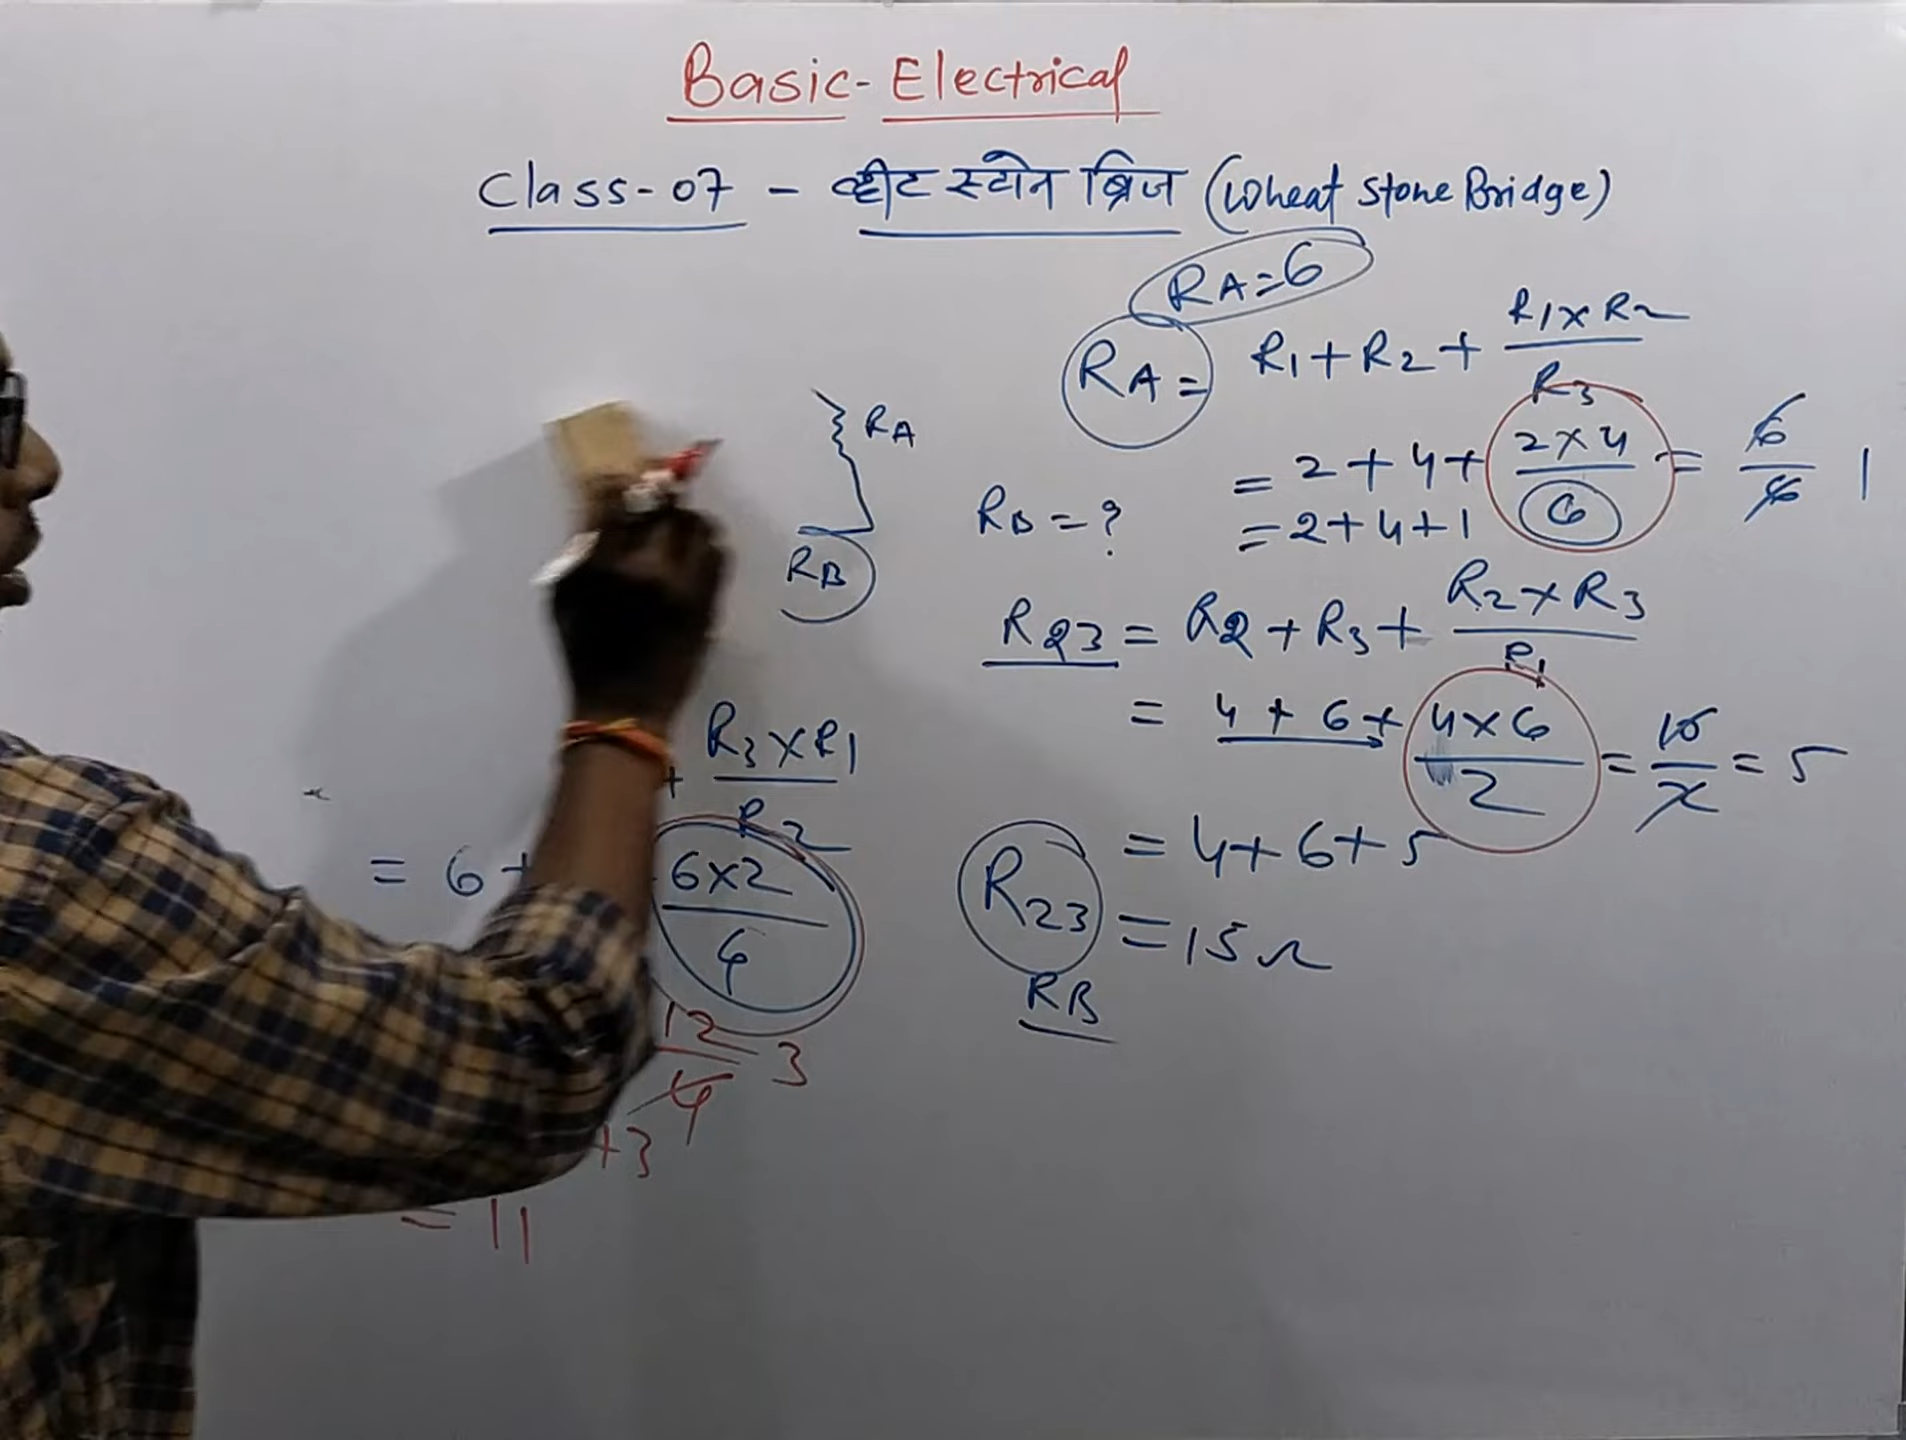 Basic-Electrical
Class-07 - व्हीट स्टोन ब्रिज (Wheat Stone Bridge)
RA=6
RA = R1+R2+ R1×R2/R3
= 2+4+ 2×4/6 = 6/6 1
= 2+4+1
RB=?
RA
RB
R23 = R2+R3+ R2×R3/R1
= 4+6+ 4×6/2 = 10/2 = 5
= 4+6+5
R23 = 15Ω
RB
+ R3×R1/R2
= 6+ 6×2/4
12/4 3
+3
= 11